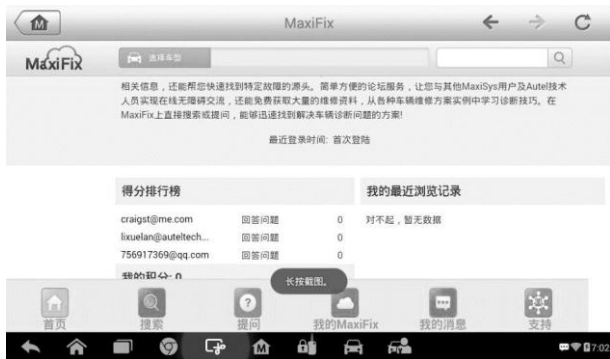 MaxiFix
MaxiFix
选择车型
相关信息，还能帮您快速找到特定故障的源头。简单方便的论坛服务，让您与其他MaxiSys用户及Autel技术
人员实现在线无障碍交流，还能免费获取大量的维修资料，从各种车辆维修方案实例中学习诊断技巧。在
MaxiFix上直接搜索或提问，能够迅速找到解决车辆诊断问题的方案!
最近登录时间: 首次登陆
得分排行榜 我的最近浏览记录
craigst@me.com 回答问题 0 对不起，暂无数据
lixuelan@auteltech... 回答问题 0
756917369@qq.com 回答问题 0
我的积分: 0
长按截图。
首页 搜索 提问 我的MaxiFix 我的消息 支持
7:02